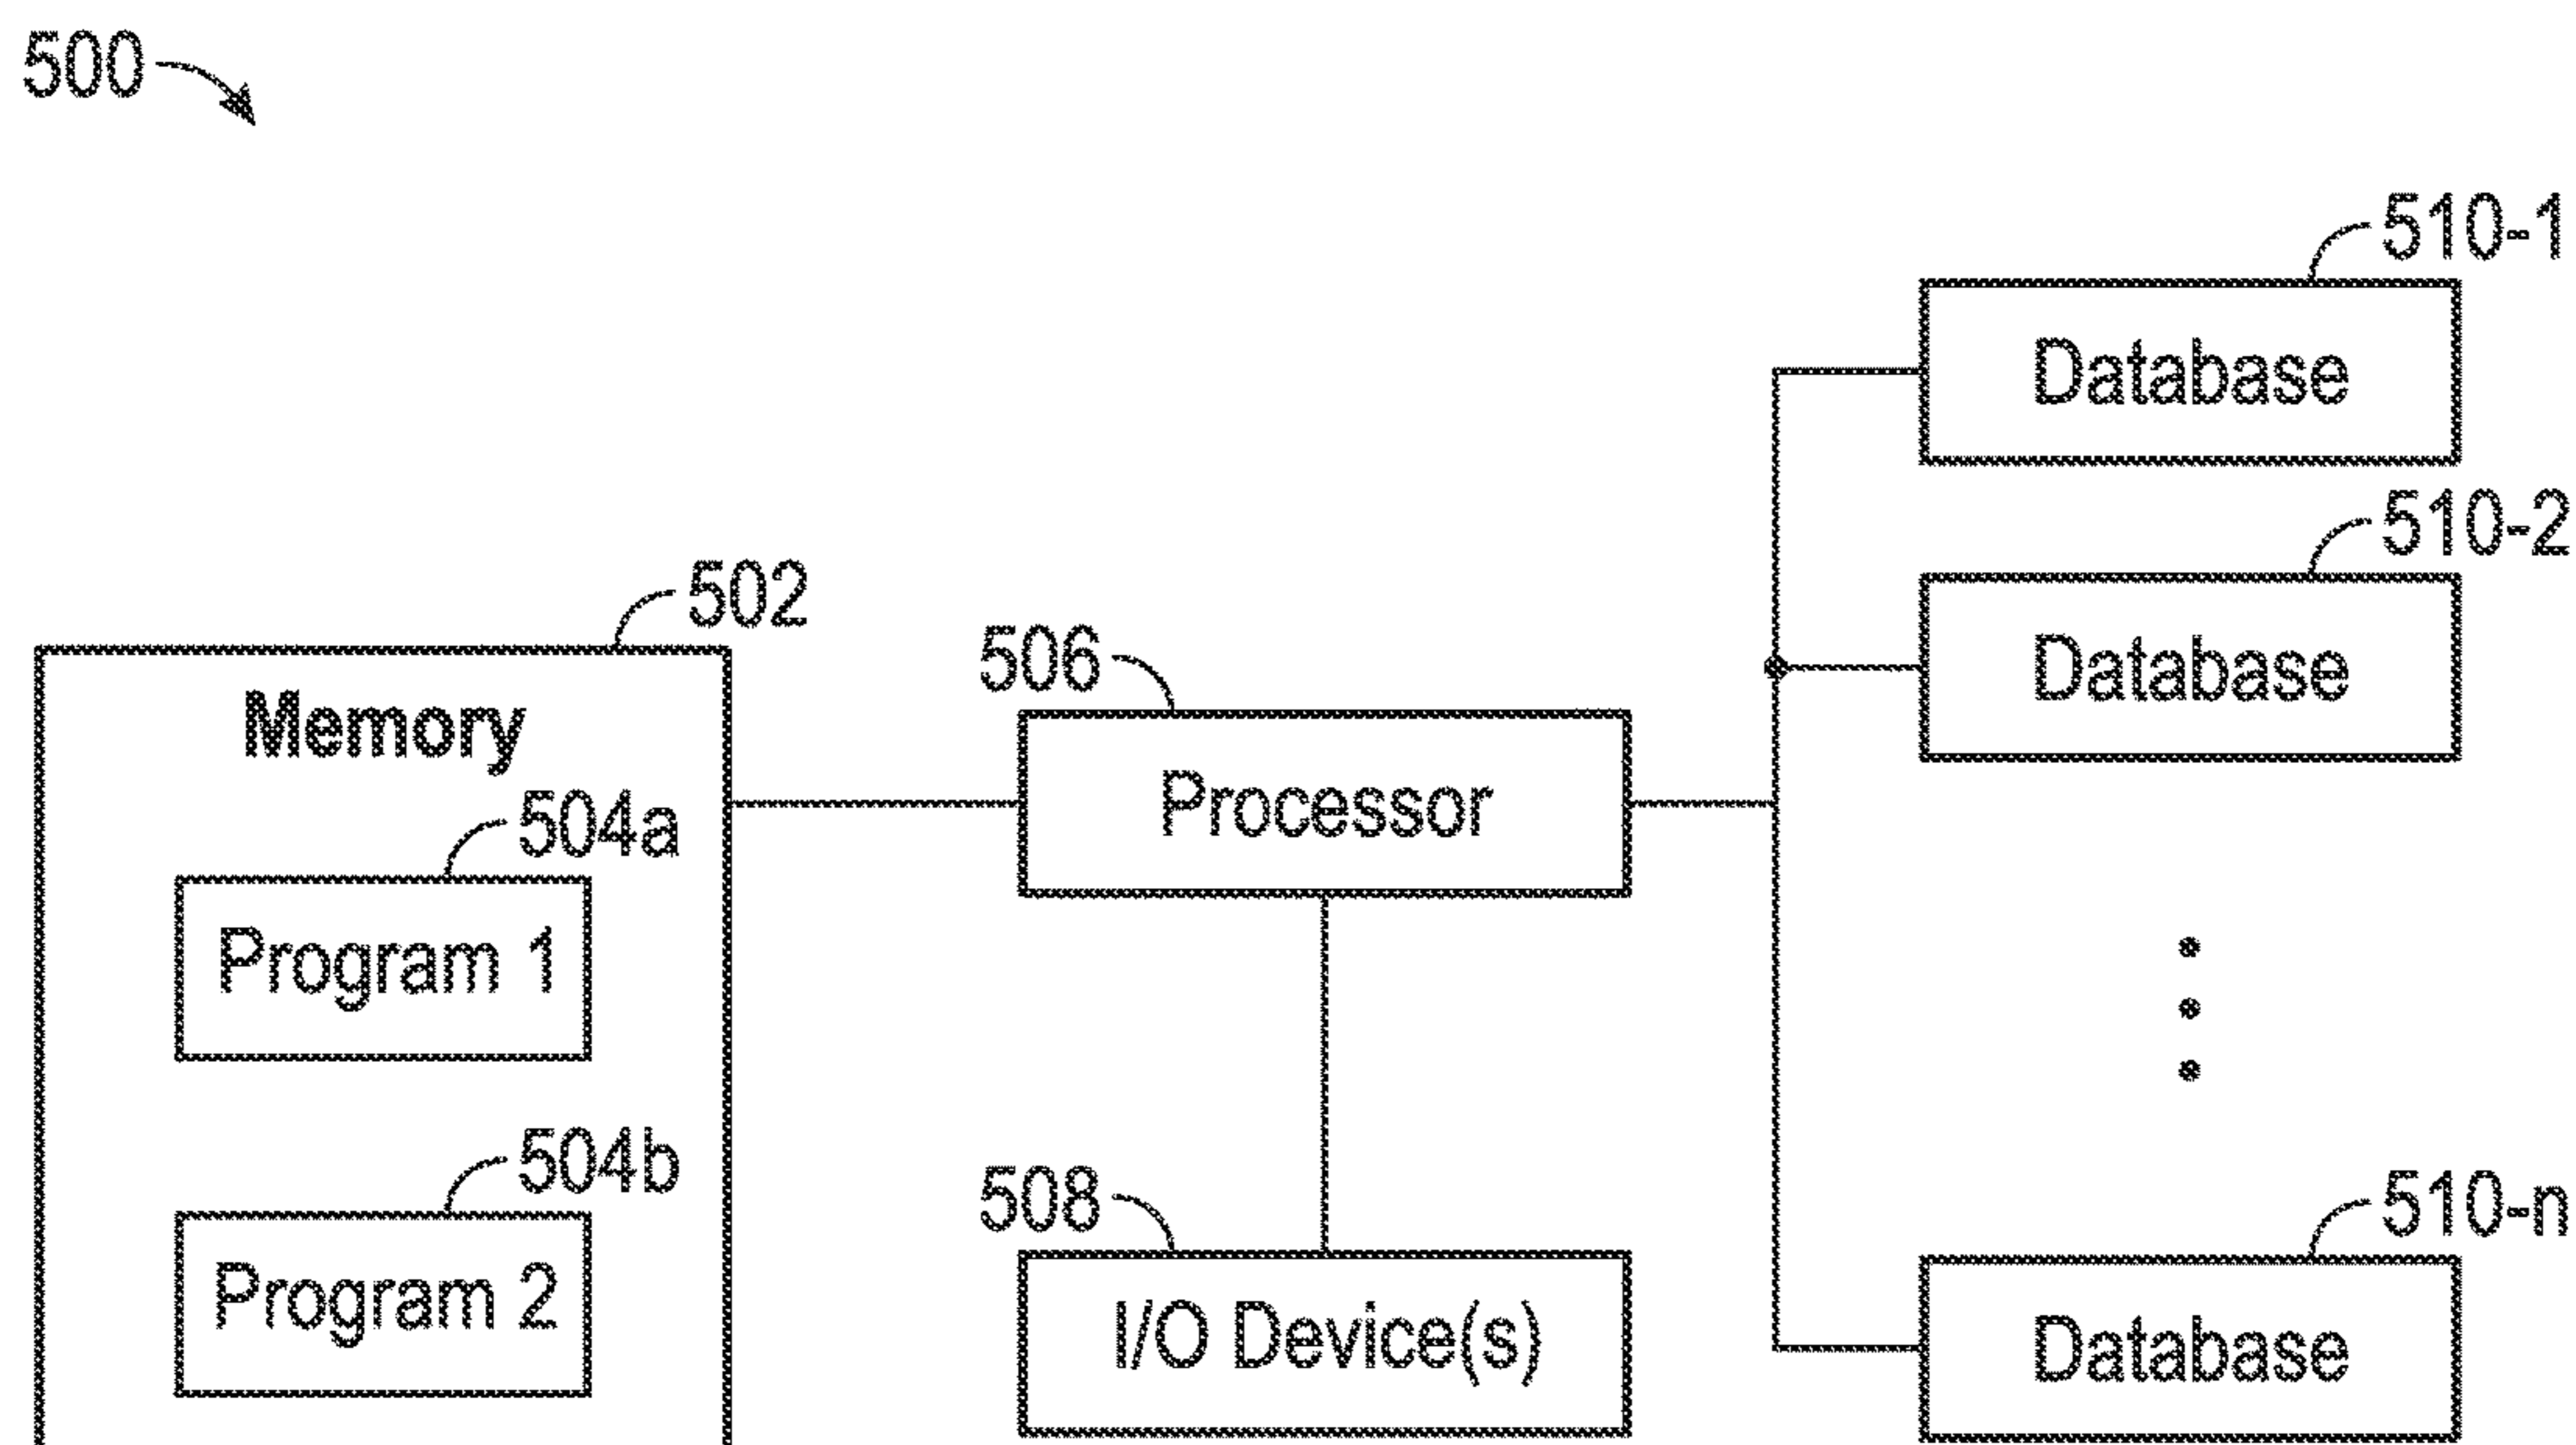 500
510-1
Database
510-2
Database
502
Memory
506
Processor
504a
Program 1
504b
Program 2
508
I/O Device(s)
510-n
Database